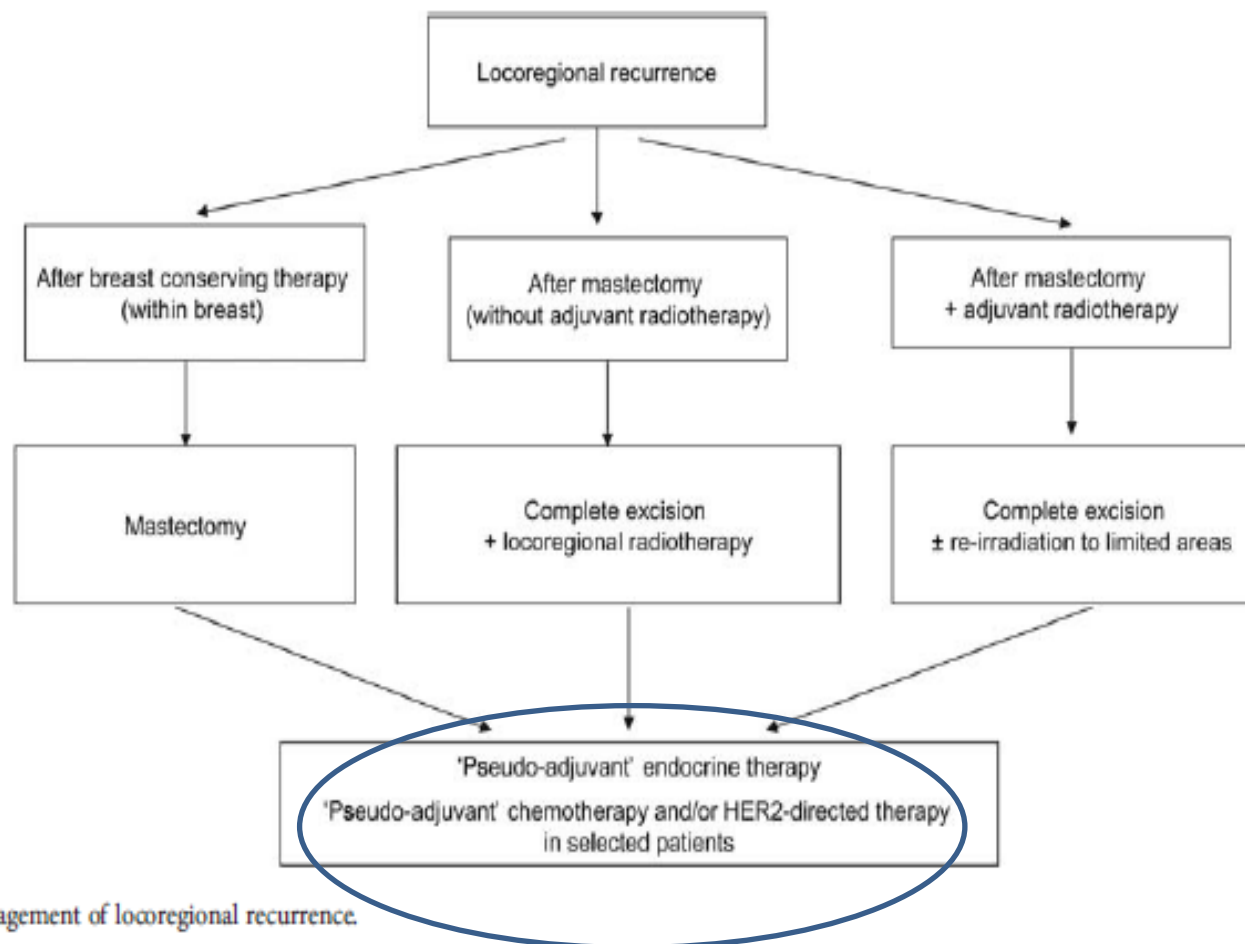 Locoregional recurrence
After breast conserving therapy
(within breast)
After mastectomy
(without adjuvant radiotherapy)
After mastectomy
+ adjuvant radiotherapy
Mastectomy
Complete excision
+ locoregional radiotherapy
Complete excision
± re-irradiation to limited areas
'Pseudo-adjuvant' endocrine therapy
'Pseudo-adjuvant' chemotherapy and/or HER2-directed therapy
in selected patients
agement of locoregional recurrence.